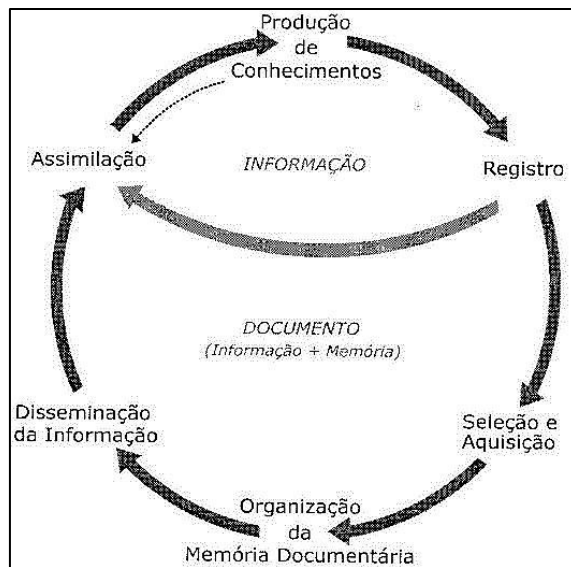 Produção
de
Conhecimentos
Assimilação
INFORMAÇÃO
Registro
DOCUMENTO
(Informação + Memória)
Disseminação
da Informação
Seleção e
Aquisição
Organização
da
Memória Documentária